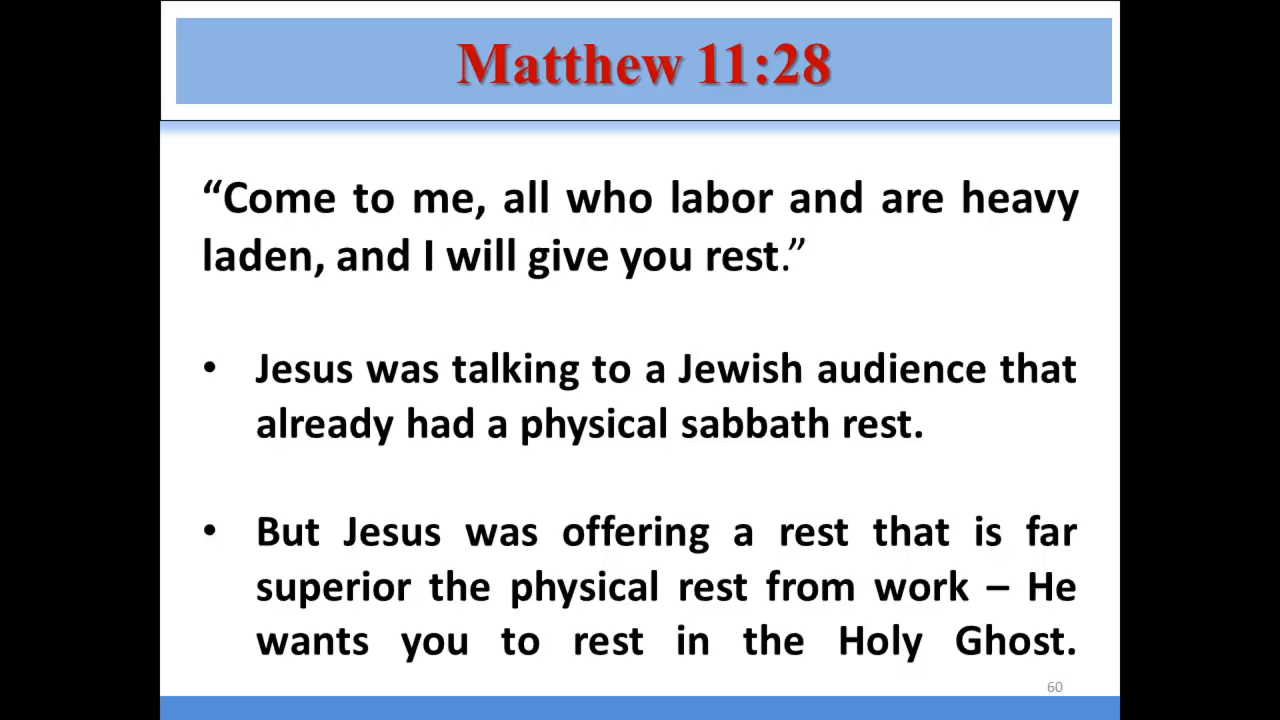 Matthew 11:28
“Come to me, all who labor and are heavy
laden, and I will give you rest.”
• Jesus was talking to a Jewish audience that
already had a physical sabbath rest.
• But Jesus was offering a rest that is far
superior the physical rest from work – He
wants you to rest in the Holy Ghost.
60